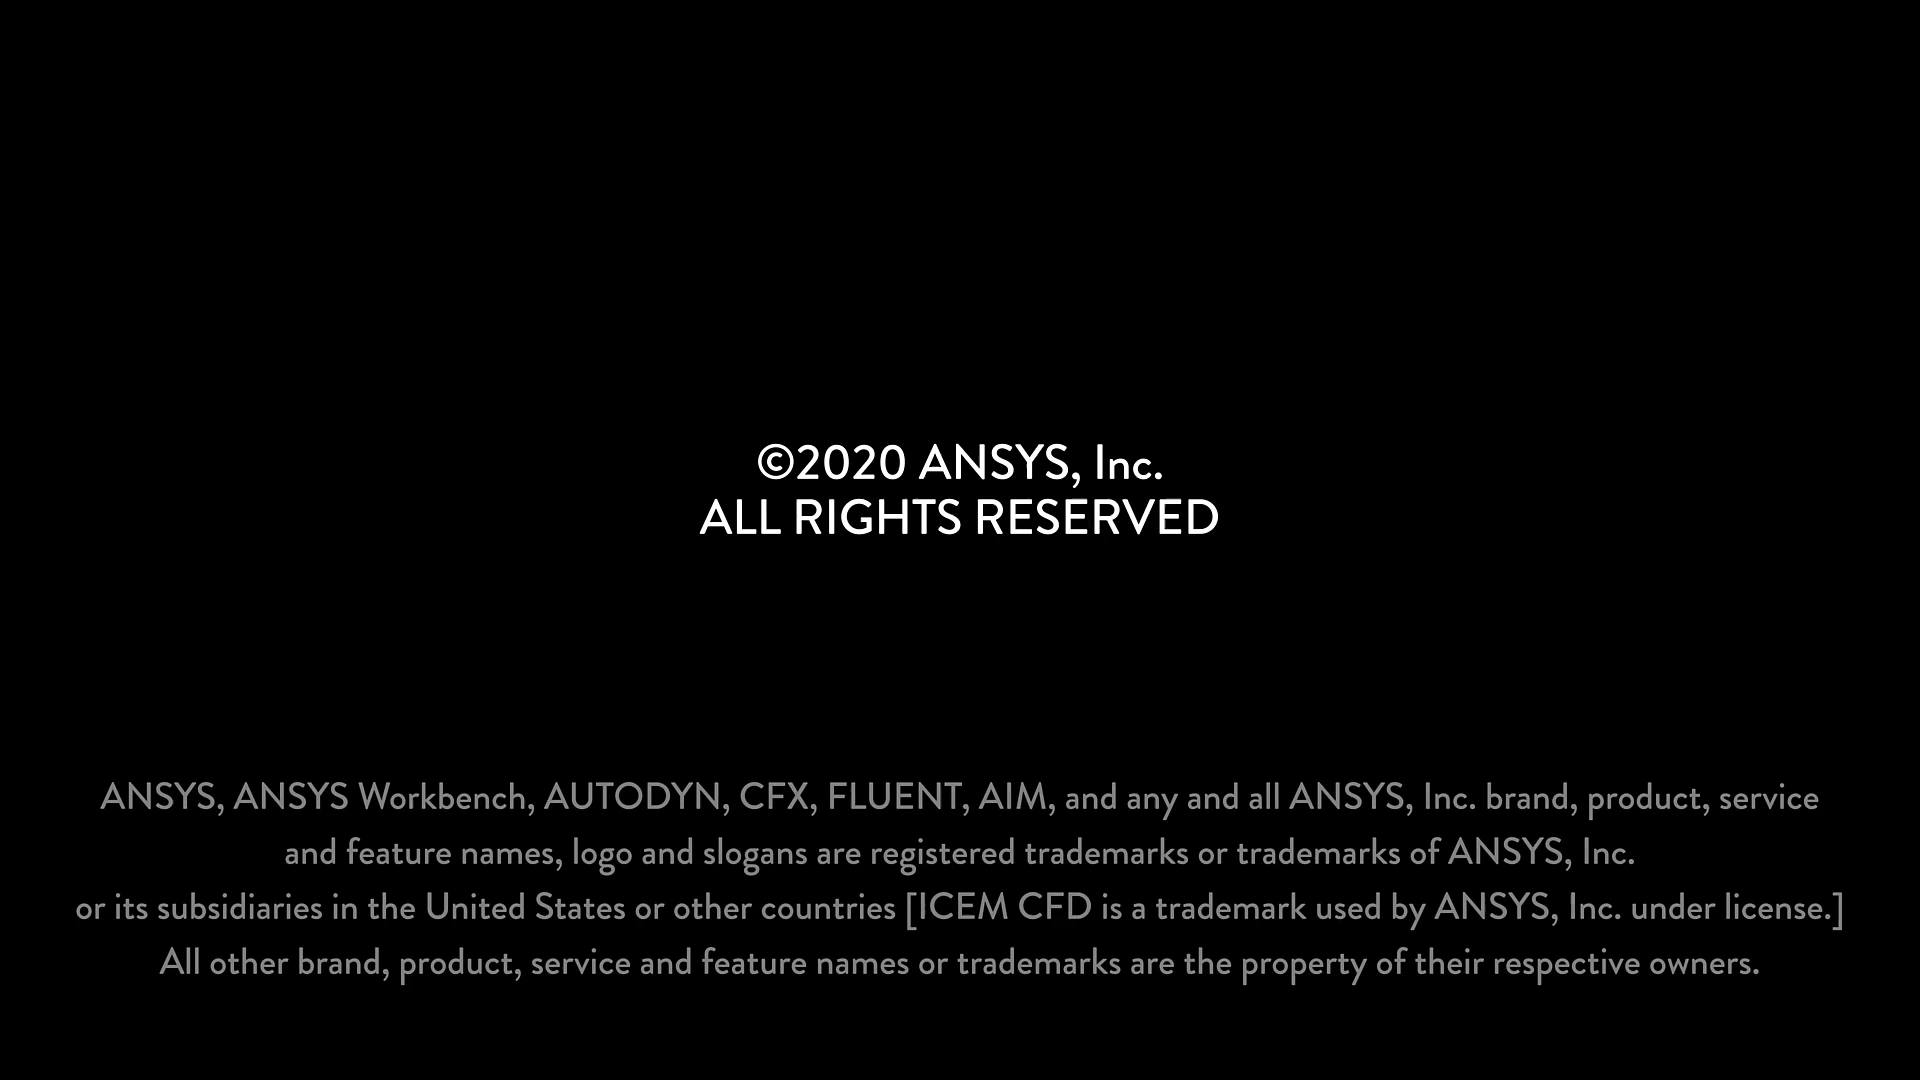 ©2020 ANSYS, Inc.
ALL RIGHTS RESERVED
ANSYS, ANSYS Workbench, AUTODYN, CFX, FLUENT, AIM, and any and all ANSYS, Inc. brand, product, service
and feature names, logo and slogans are registered trademarks or trademarks of ANSYS, Inc.
or its subsidiaries in the United States or other countries [ICEM CFD is a trademark used by ANSYS, Inc. under license.]
All other brand, product, service and feature names or trademarks are the property of their respective owners.